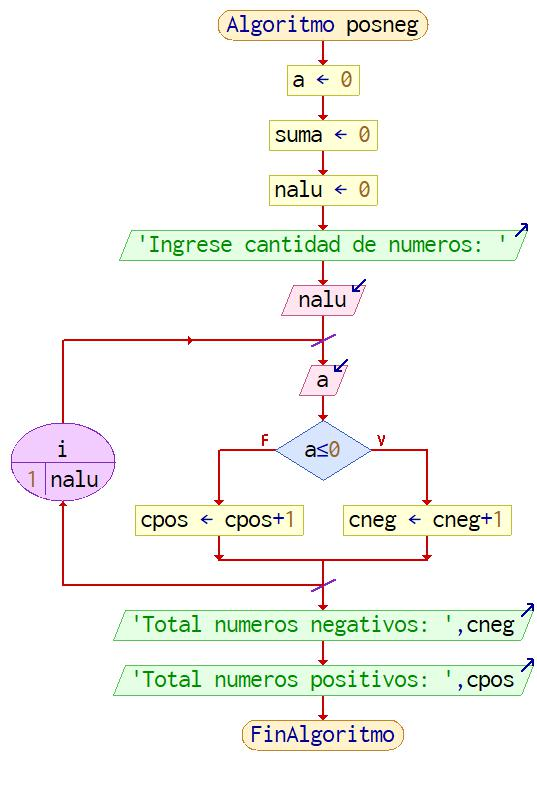 Algoritmo posneg
a ← 0
suma ← 0
nalu ← 0
'Ingrese cantidad de numeros: '
nalu
a
i
1 nalu
F a≤0 V
cpos ← cpos+1
cneg ← cneg+1
'Total numeros negativos: ',cneg
'Total numeros positivos: ',cpos
FinAlgoritmo